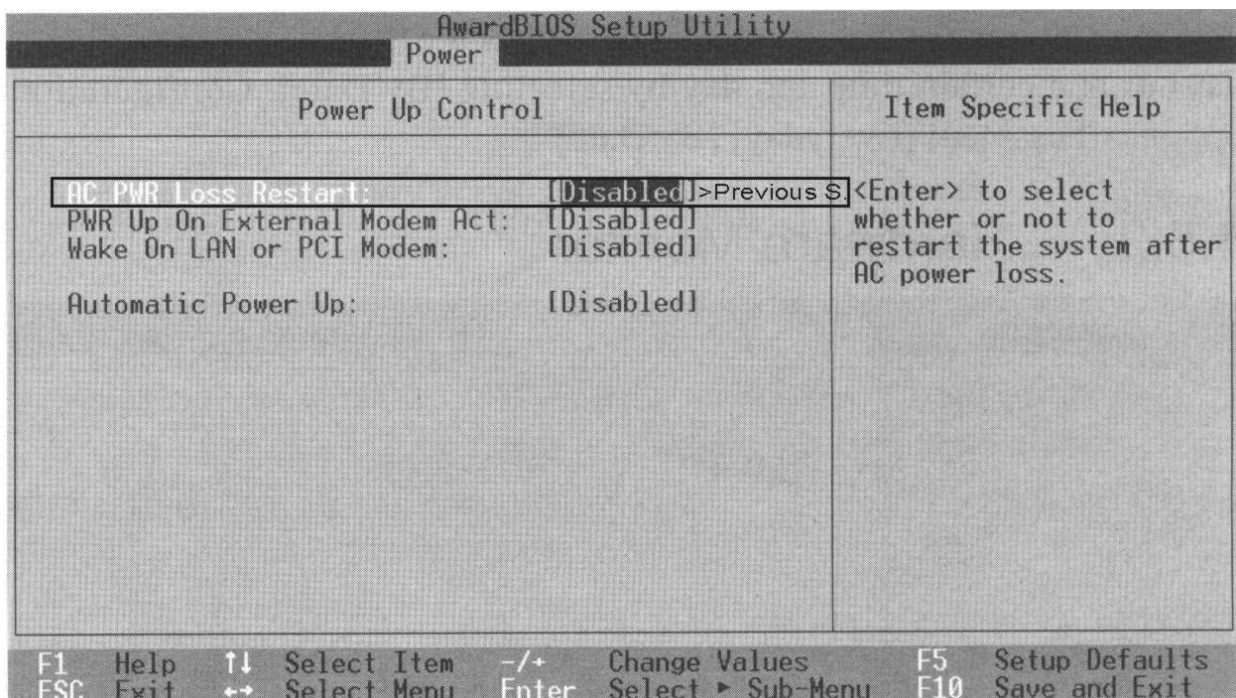 AwardBIOS Setup Utility
Power
Power Up Control
Item Specific Help
AC PWR Loss Restart: [Disabled]>Previous S.
PWR Up On External Modem Act: [Disabled]
Wake On LAN or PCI Modem: [Disabled]
Automatic Power Up: [Disabled]
<Enter> to select
whether or not to
restart the system after
AC power loss.
F1 Help ↑↓ Select Item -/+ Change Values F5 Setup Defaults
ESC Exit ←→ Select Menu Enter Select ▶ Sub-Menu F10 Save and Exit